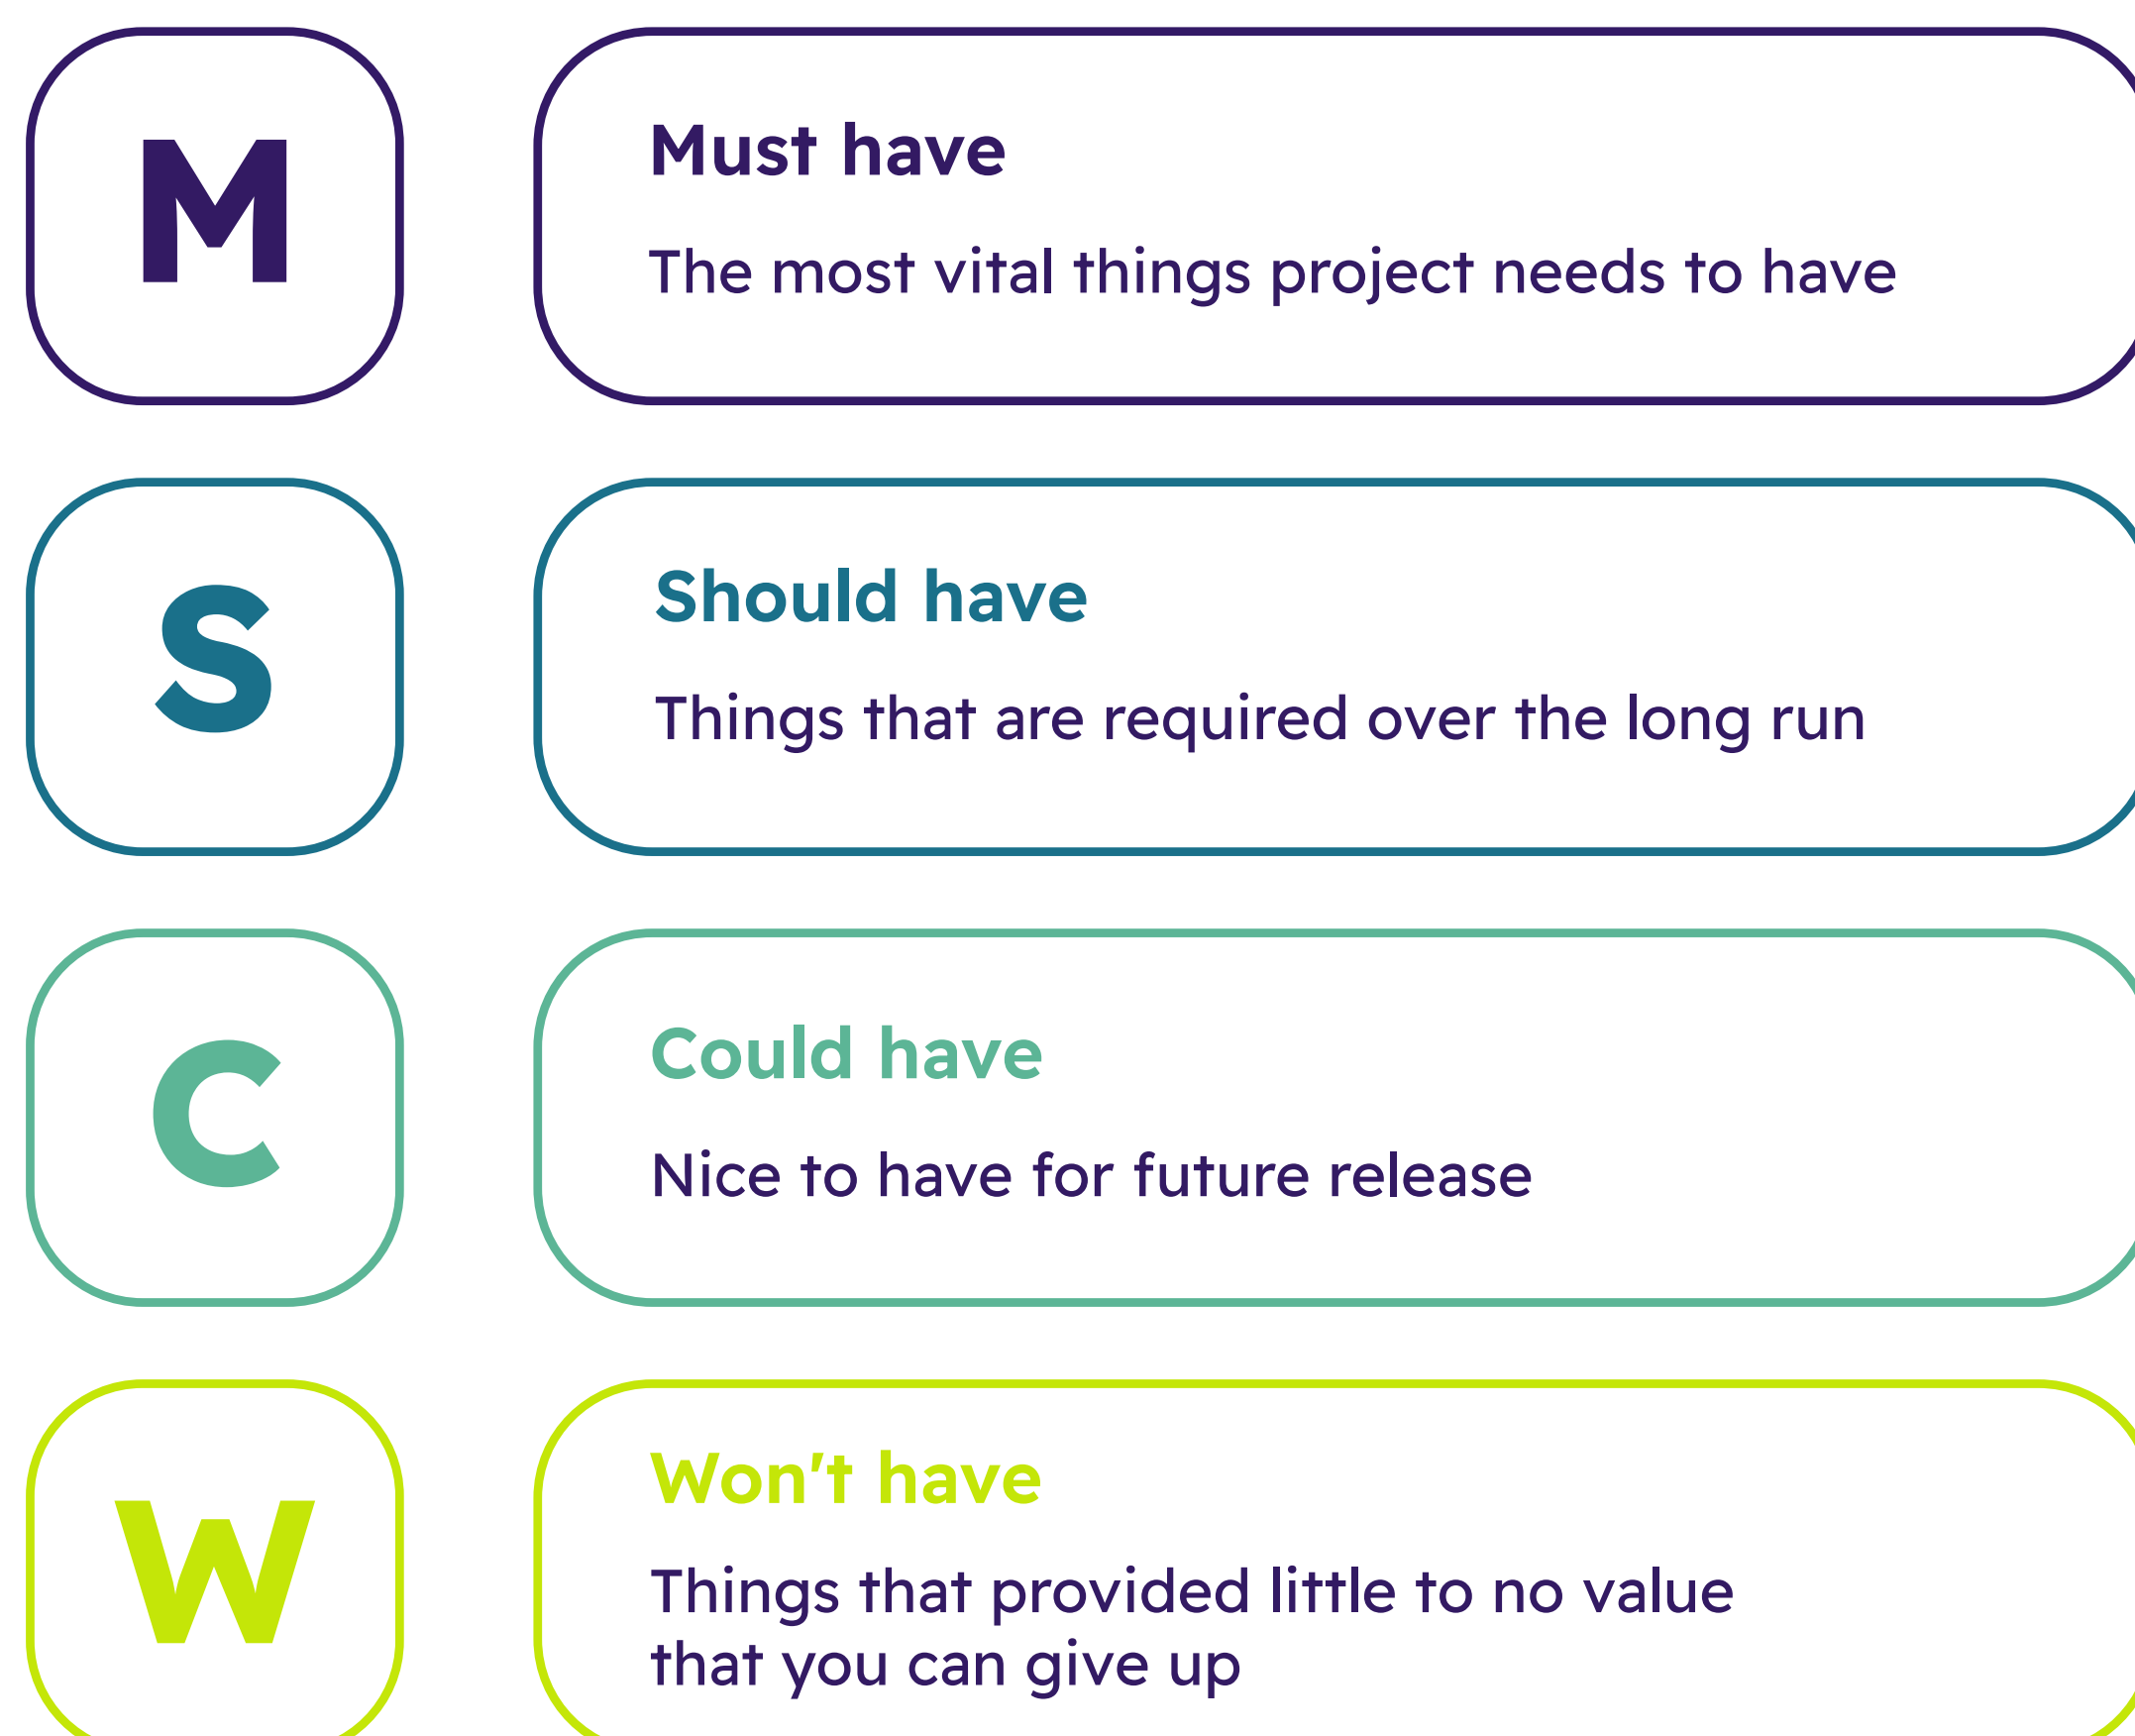 M
Must have
The most vital things project needs to have
S
Should have
Things that are required over the long run
C
Could have
Nice to have for future release
W
Won't have
Things that provided little to no value
that you can give up